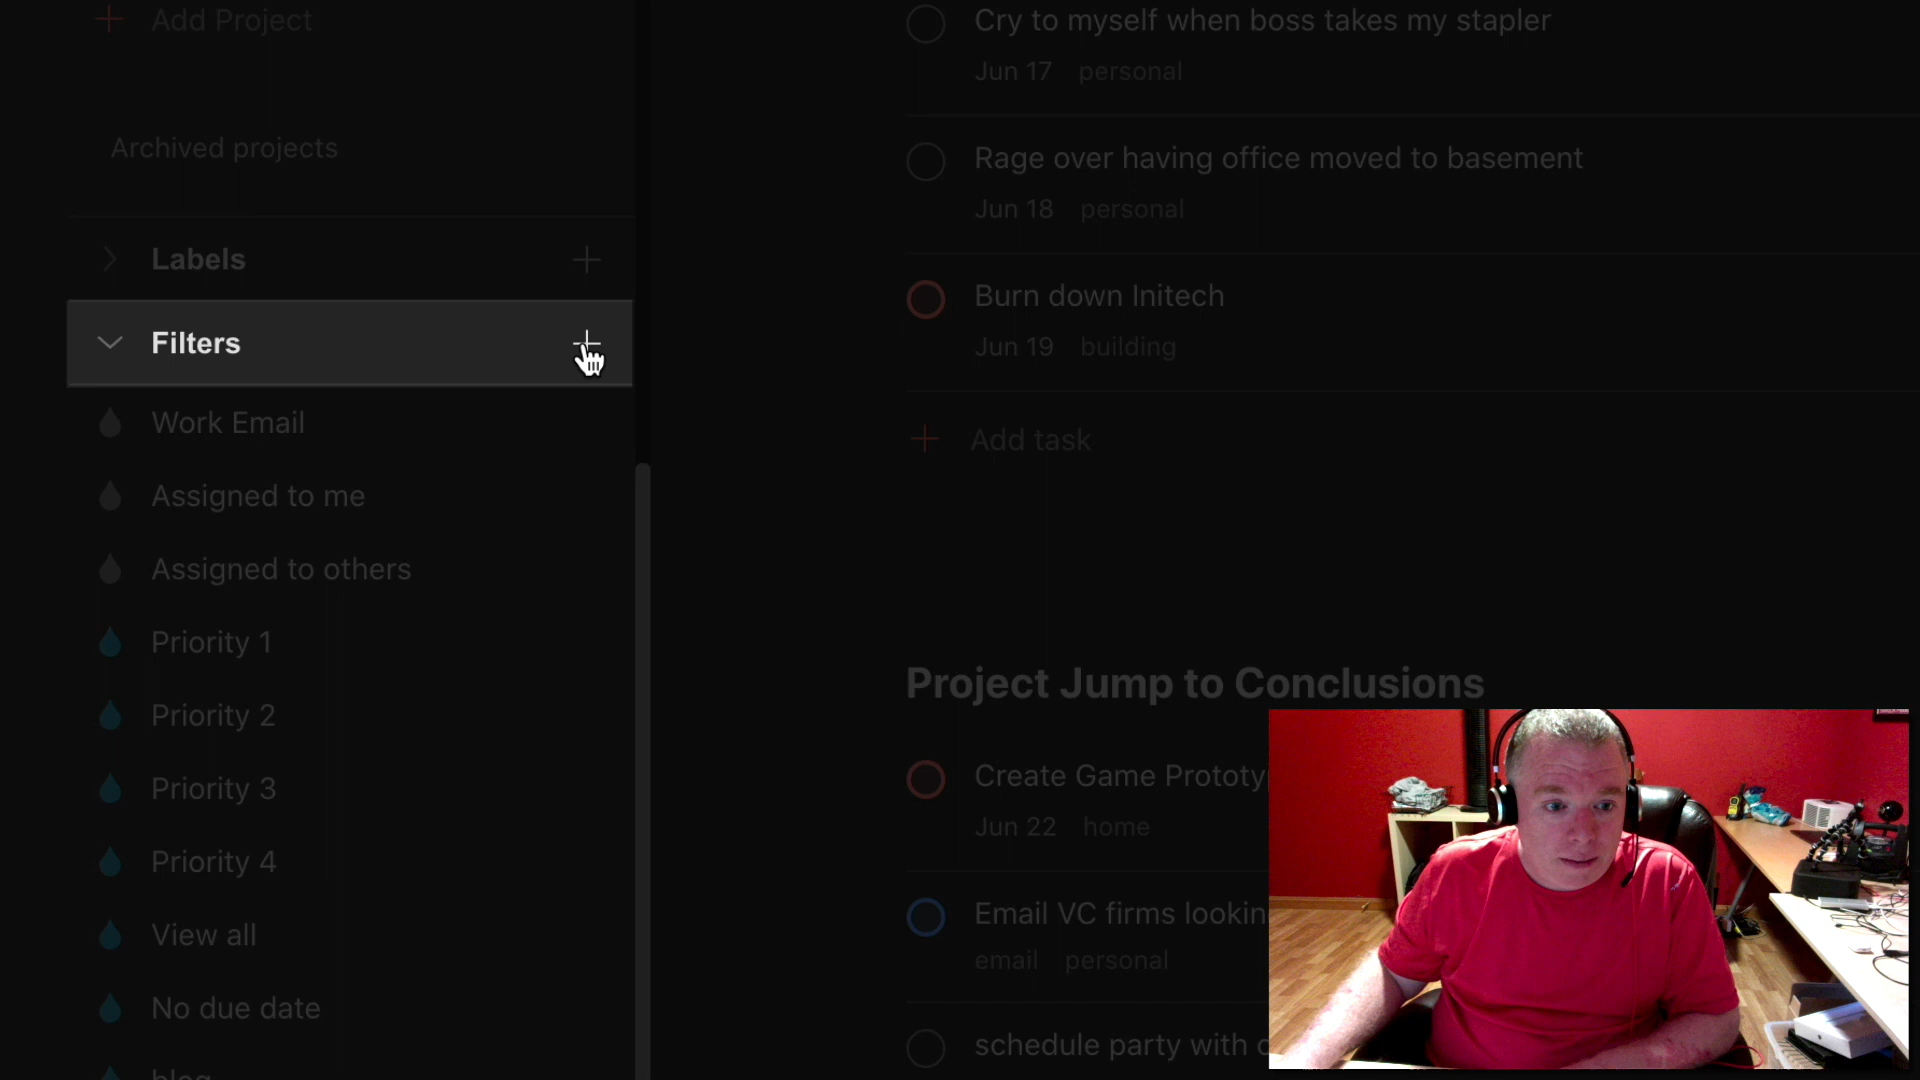 Add Project
Archived projects
Labels
Filters
Work Email
Assigned to me
Assigned to others
Priority 1
Priority 2
Priority 3
Priority 4
View all
No due date
blog
Cry to myself when boss takes my stapler
Jun 17 personal
Rage over having office moved to basement
Jun 18 personal
Burn down Initech
Jun 19 building
Add task
Project Jump to Conclusions
Create Game Prototy
Jun 22 home
Email VC firms lookin
email personal
schedule party with